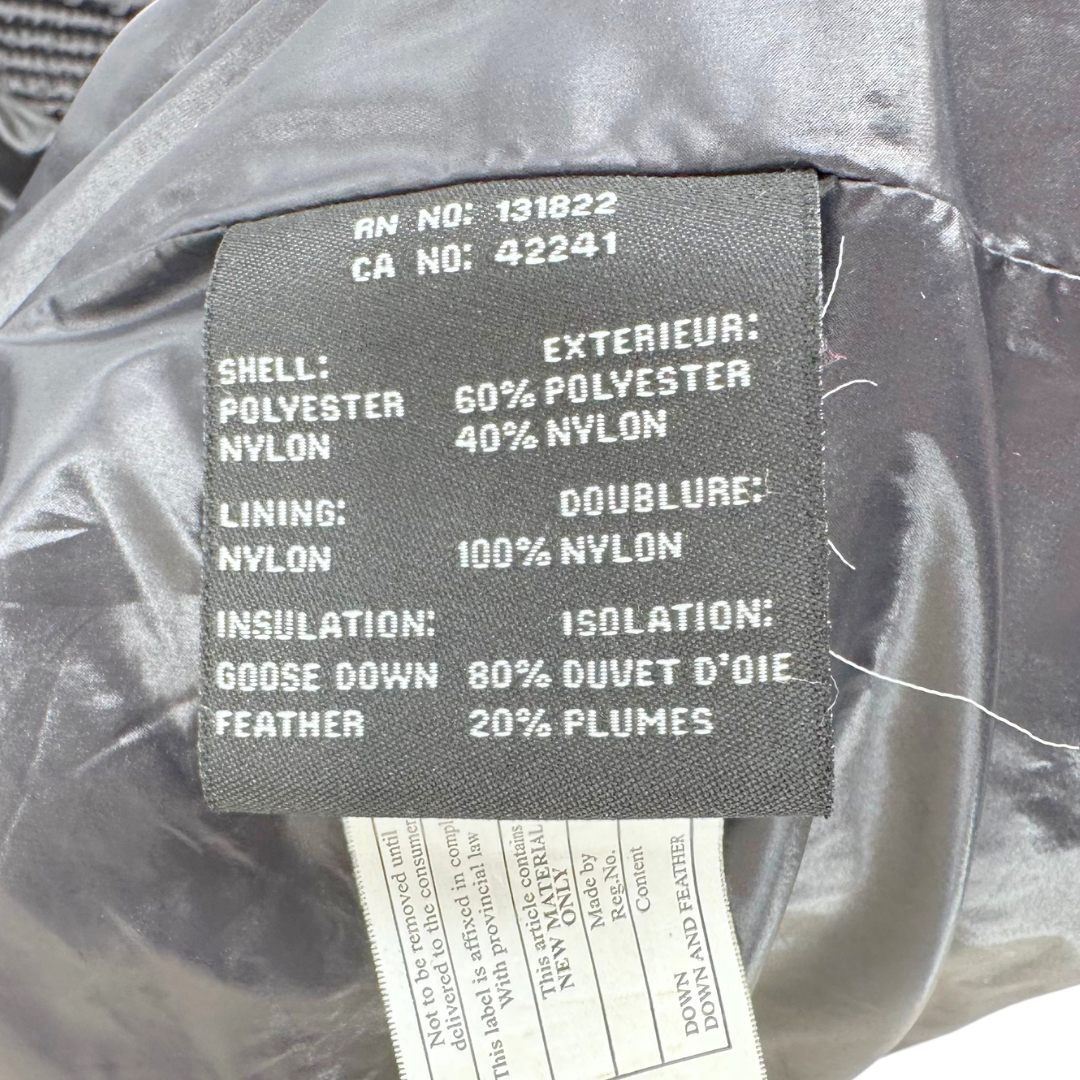 RN NO: 131822
CA NO: 42241
SHELL: EXTERIEUR:
POLYESTER 60% POLYESTER
NYLON 40% NYLON
LINING: DOUBLURE:
NYLON 100% NYLON
INSULATION: ISOLATION:
GOOSE DOWN 80% DUVET D'OIE
FEATHER 20% PLUMES
Not to be removed until
delivered to the consumer
This label is affixed in compl
With provincial law
This article contains
NEW MATERIAL
ONLY
Made by
Reg.No.
Content
DOWN
DOWN AND FEATHER